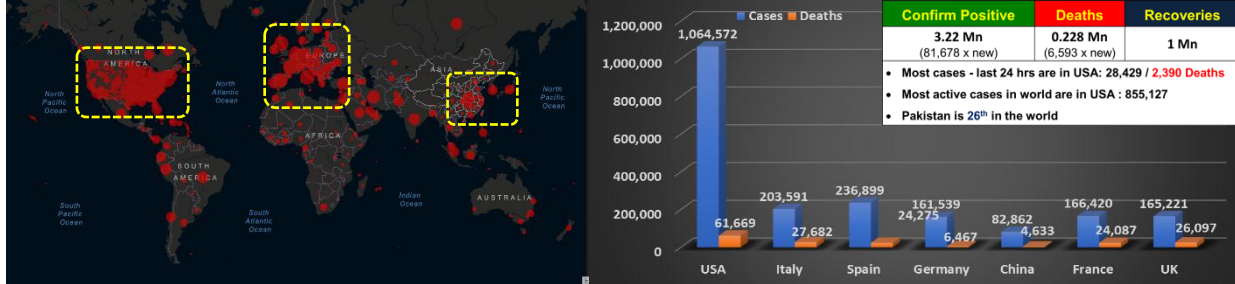 NORTH
AMERICA
EUROPE
ASIA
North
Pacific
Ocean
North
Atlantic
Ocean
North
Pacific
Ocean
AFRICA
SOUTH
AMERICA
Indian
Ocean
AUSTRALIA
South
Pacific
Ocean
South
Atlantic
Ocean
Cases Deaths
1,200,000
1,000,000
800,000
600,000
400,000
200,000
0
1,064,572
61,669
203,591
27,682
236,899
24,275
161,539
6,467
82,862
4,633
166,420
24,087
165,221
26,097
USA Italy Spain Germany China France UK
Confirm Positive Deaths Recoveries
3.22 Mn 0.228 Mn 1 Mn
(81,678 x new) (6,593 x new)
• Most cases - last 24 hrs are in USA: 28,429 / 2,390 Deaths
• Most active cases in world are in USA : 855,127
• Pakistan is 26th in the world